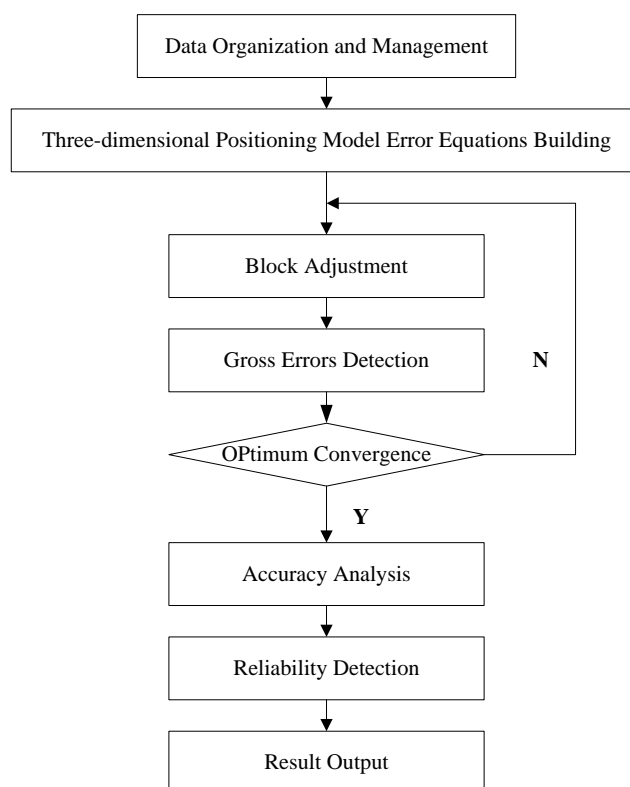 Data Organization and Management
Three-dimensional Positioning Model Error Equations Building
Block Adjustment
Gross Errors Detection
N
OPtimum Convergence
Y
Accuracy Analysis
Reliability Detection
Result Output